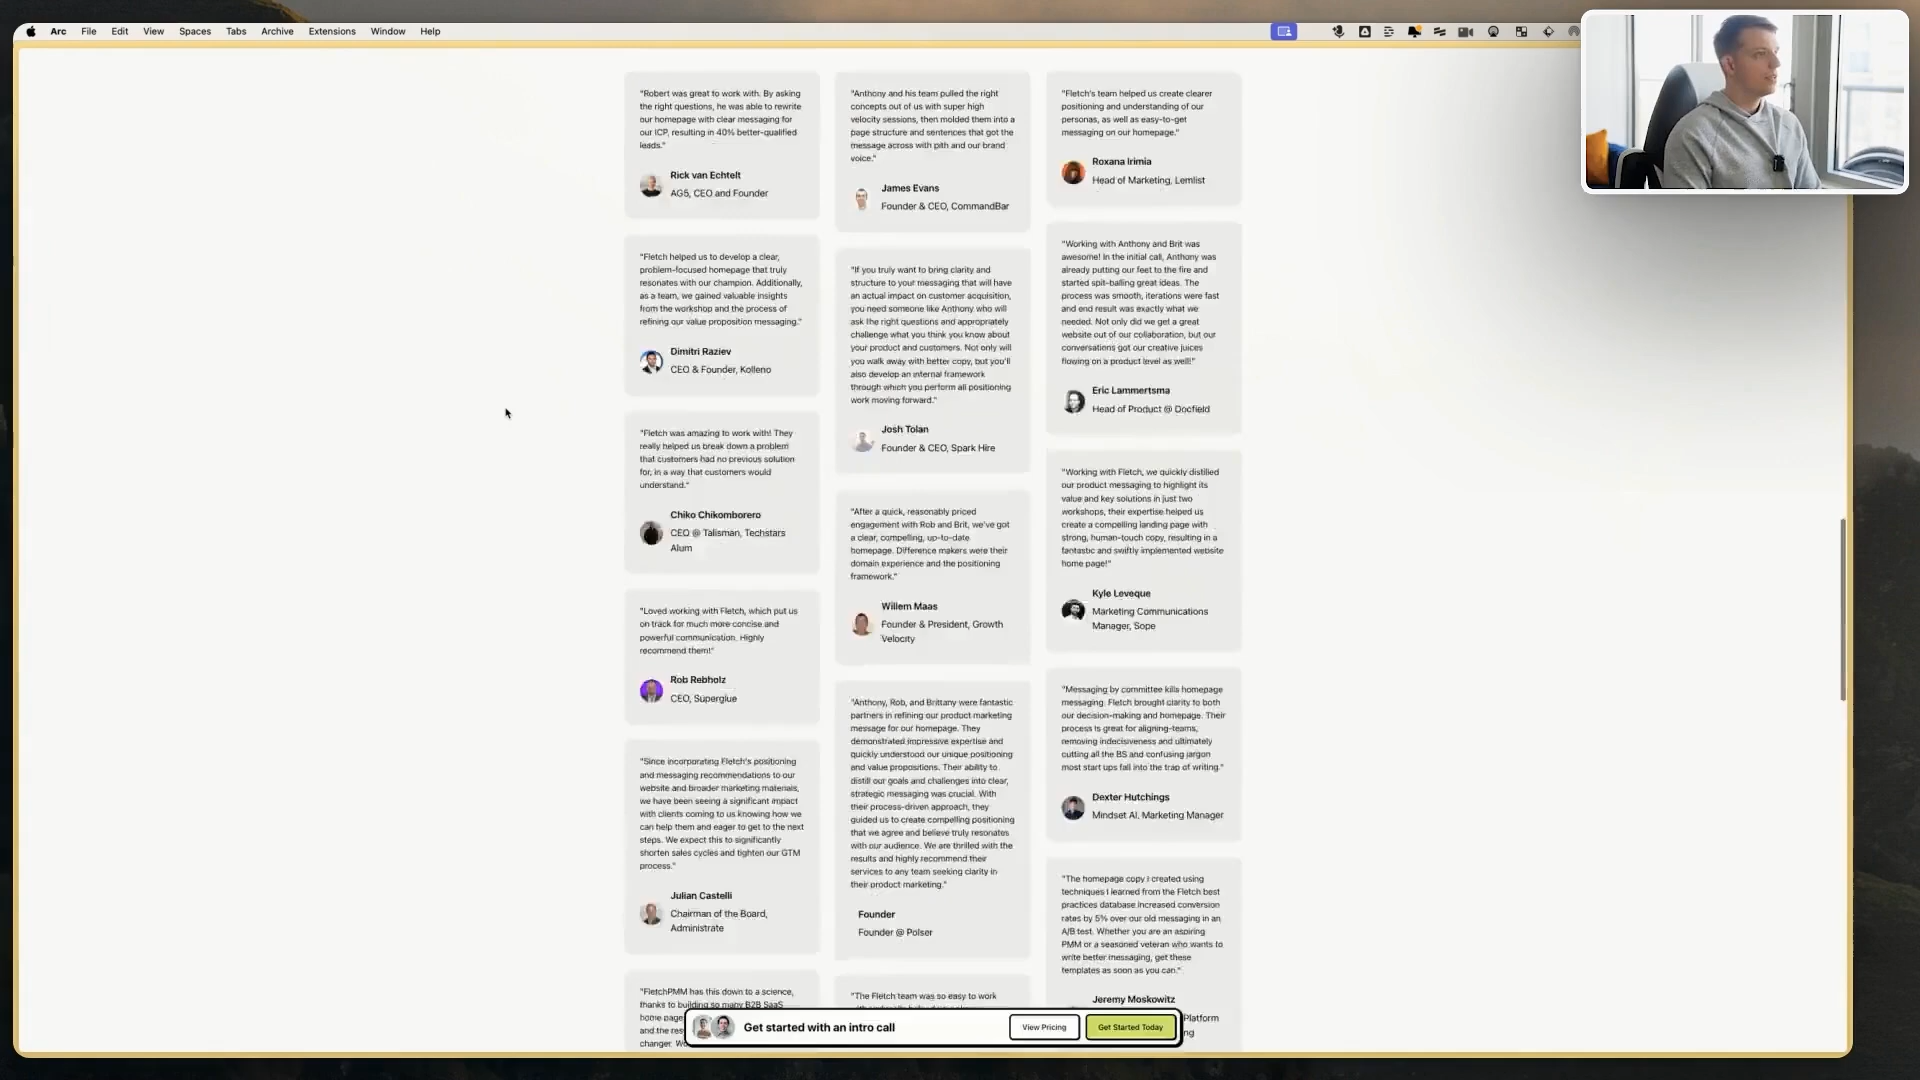 Arc File Edit View Spaces Tabs Archive Extensions Window Help
"Robert was great to work with. By asking
the right questions, he was able to rewrite
our homepage with clear messaging for
our ICP, resulting in 40% better-qualified
leads."
Rick van Echtelt
AG5, CEO and Founder
"Fletch helped us to develop a clear,
problem-focused homepage that truly
resonates with our champion. Additionally,
as a team, we gained valuable insights
from the workshop and the process of
refining our value proposition messaging."
Dimitri Raziev
CEO & Founder, Kolleno
"Fletch was amazing to work with! They
really helped us break down a problem
that customers had no previous solution
for, in a way that customers would
understand."
Chiko Chikomborero
CEO @ Talisman, Techstars
Alum
"Loved working with Fletch, which put us
on track for much more concise and
powerful communication. Highly
recommend them!"
Rob Rebholz
CEO, Superglue
"Since incorporating Fletch's positioning
and messaging recommendations to our
website and broader marketing materials,
we have been seeing a significant impact
with clients coming to us knowing how we
can help them and eager to get to the next
steps. We expect this to significantly
shorten sales cycles and tighten our GTM
process."
Julian Castelli
Chairman of the Board,
Administrate
"FletchPMM has this down to a science,
thanks to building so many B2B SaaS
home page
and the res
changer. Wo
"Anthony and his team pulled the right
concepts out of us with super high
velocity sessions, then molded them into a
page structure and sentences that got the
message across with pith and our brand
voice."
James Evans
Founder & CEO, CommandBar
"If you truly want to bring clarity and
structure to your messaging that will have
an actual impact on customer acquisition,
you need someone like Anthony who will
ask the right questions and appropriately
challenge what you think you know about
your product and customers. Not only will
you walk away with better copy, but you'll
also develop an internal framework
through which you perform all positioning
work moving forward."
Josh Tolan
Founder & CEO, Spark Hire
"After a quick, reasonably priced
engagement with Rob and Brit, we've got
a clear, compelling, up-to-date
homepage. Difference makers were their
domain experience and the positioning
framework."
Willem Maas
Founder & President, Growth
Velocity
"Anthony, Rob, and Brittany were fantastic
partners in refining our product marketing
message for our homepage. They
demonstrated impressive expertise and
quickly understood our unique positioning
and value propositions. Their ability to
distill our goals and challenges into clear,
strategic messaging was crucial. With
their process-driven approach, they
guided us to create compelling positioning
that we agree and believe truly resonates
with our audience. We are thrilled with the
results and highly recommend their
services to any team seeking clarity in
their product marketing."
Founder
Founder @ Polser
"The Fletch team was so easy to work
"Fletch's team helped us create clearer
positioning and understanding of our
personas, as well as easy-to-get
messaging on our homepage."
Roxana Irimia
Head of Marketing, Lemlist
"Working with Anthony and Brit was
awesome! In the initial call, Anthony was
already putting our feet to the fire and
started spit-balling great ideas. The
process was smooth, iterations were fast
and end result was exactly what we
needed. Not only did we get a great
website out of our collaboration, but our
conversations got our creative juices
flowing on a product level as well!"
Eric Lammertsma
Head of Product @ Docfield
"Working with Fletch, we quickly distilled
our product messaging to highlight its
value and key solutions in just two
workshops, their expertise helped us
create a compelling landing page with
strong, human-touch copy, resulting in a
fantastic and swiftly implemented website
home page!"
Kyle Leveque
Marketing Communications
Manager, Sope
"Messaging by committee kills homepage
messaging. Fletch brought clarity to both
our decision-making and homepage. Their
process is great for aligning-teams,
removing indecisiveness and ultimately
cutting all the BS and confusing jargon
most start ups fall into the trap of writing."
Dexter Hutchings
Mindset AI, Marketing Manager
"The homepage copy I created using
techniques I learned from the Fletch best
practices database increased conversion
rates by 5% over our old messaging in an
A/B test. Whether you are an aspiring
PMM or a seasoned veteran who wants to
write better messaging, get these
templates as soon as you can."
Jeremy Moskowitz
Platform
ng
Get started with an intro call
View Pricing
Get Started Today